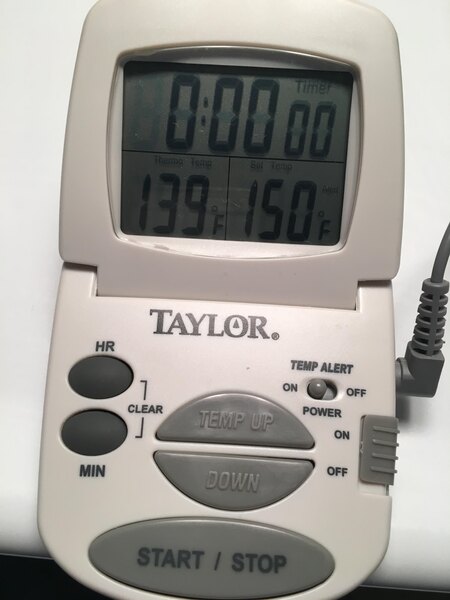 Timer
0:00 00
Thermo Temp Set Temp
139°F 150°F
TAYLOR®
HR
TEMP ALERT
ON OFF
CLEAR
POWER
TEMP UP
ON
MIN
DOWN
OFF
START / STOP